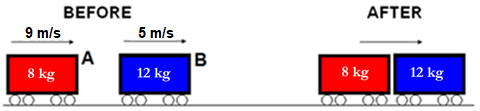 BEFORE
AFTER
9 m/s
5 m/s
A
B
8 kg
12 kg
8 kg
12 kg